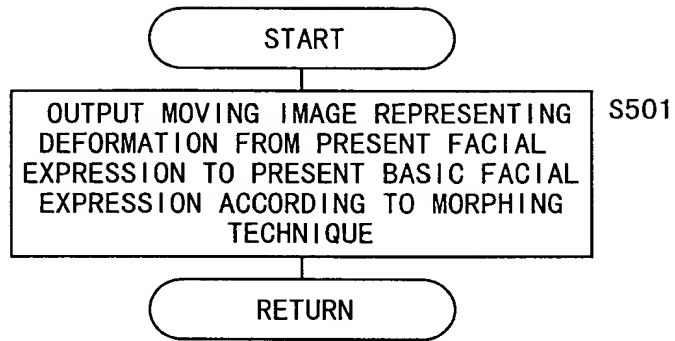 START
OUTPUT MOVING IMAGE REPRESENTING
DEFORMATION FROM PRESENT FACIAL
EXPRESSION TO PRESENT BASIC FACIAL
EXPRESSION ACCORDING TO MORPHING
TECHNIQUE
S501
RETURN